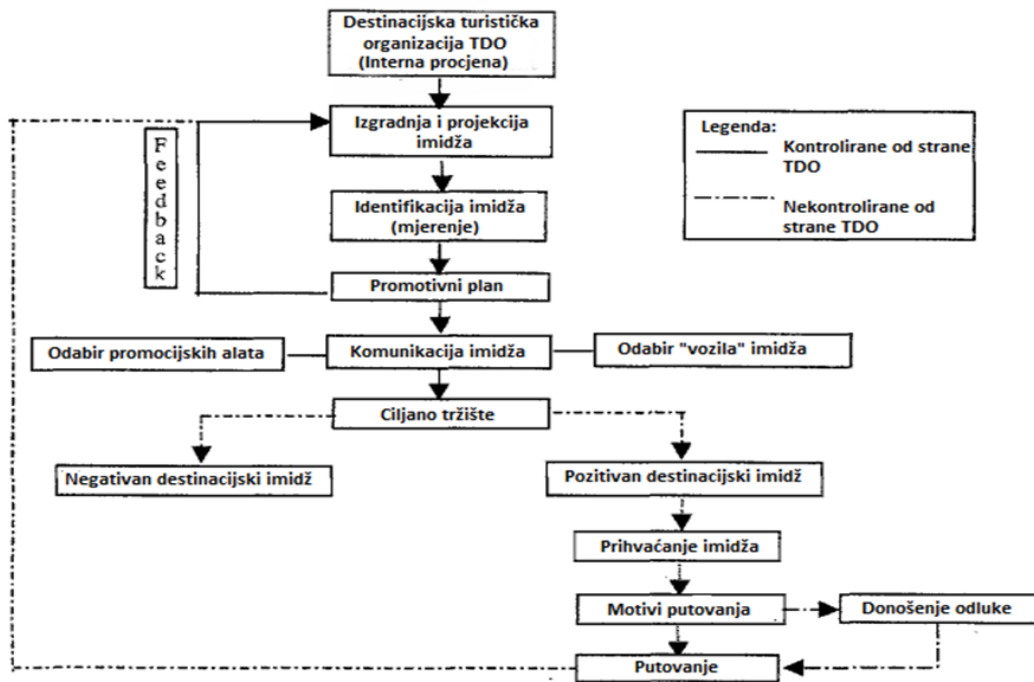 Destinacijska turistička
organizacija TDO
(Interna procjena)
Izgradnja i projekcija
imidža
Feedback
Legenda:
Kontrolirane od strane
TDO
Nekontrolirane od
strane TDO
Identifikacija imidža
(mjerenje)
Promotivni plan
Odabir promocijskih alata
Komunikacija imidža
Odabir "vozila" imidža
Ciljano tržište
Negativan destinacijski imidž
Pozitivan destinacijski imidž
Prihvaćanje imidža
Motivi putovanja
Donošenje odluke
Putovanje